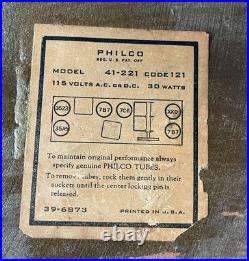 PHILCO
REG. U. S. PAT. OFF
MODEL 41-221 CODE 121
115 VOLTS A.C. OR D.C. 30 WATTS
35Z3 7B7 7C6 XXD
35A5 7B7
To maintain original performance always
specify genuine PHILCO TUBES.
To remove tubes, rock them gently in their
sockets until the center locking pin is
released.
39-6873 PRINTED IN U.S.A.